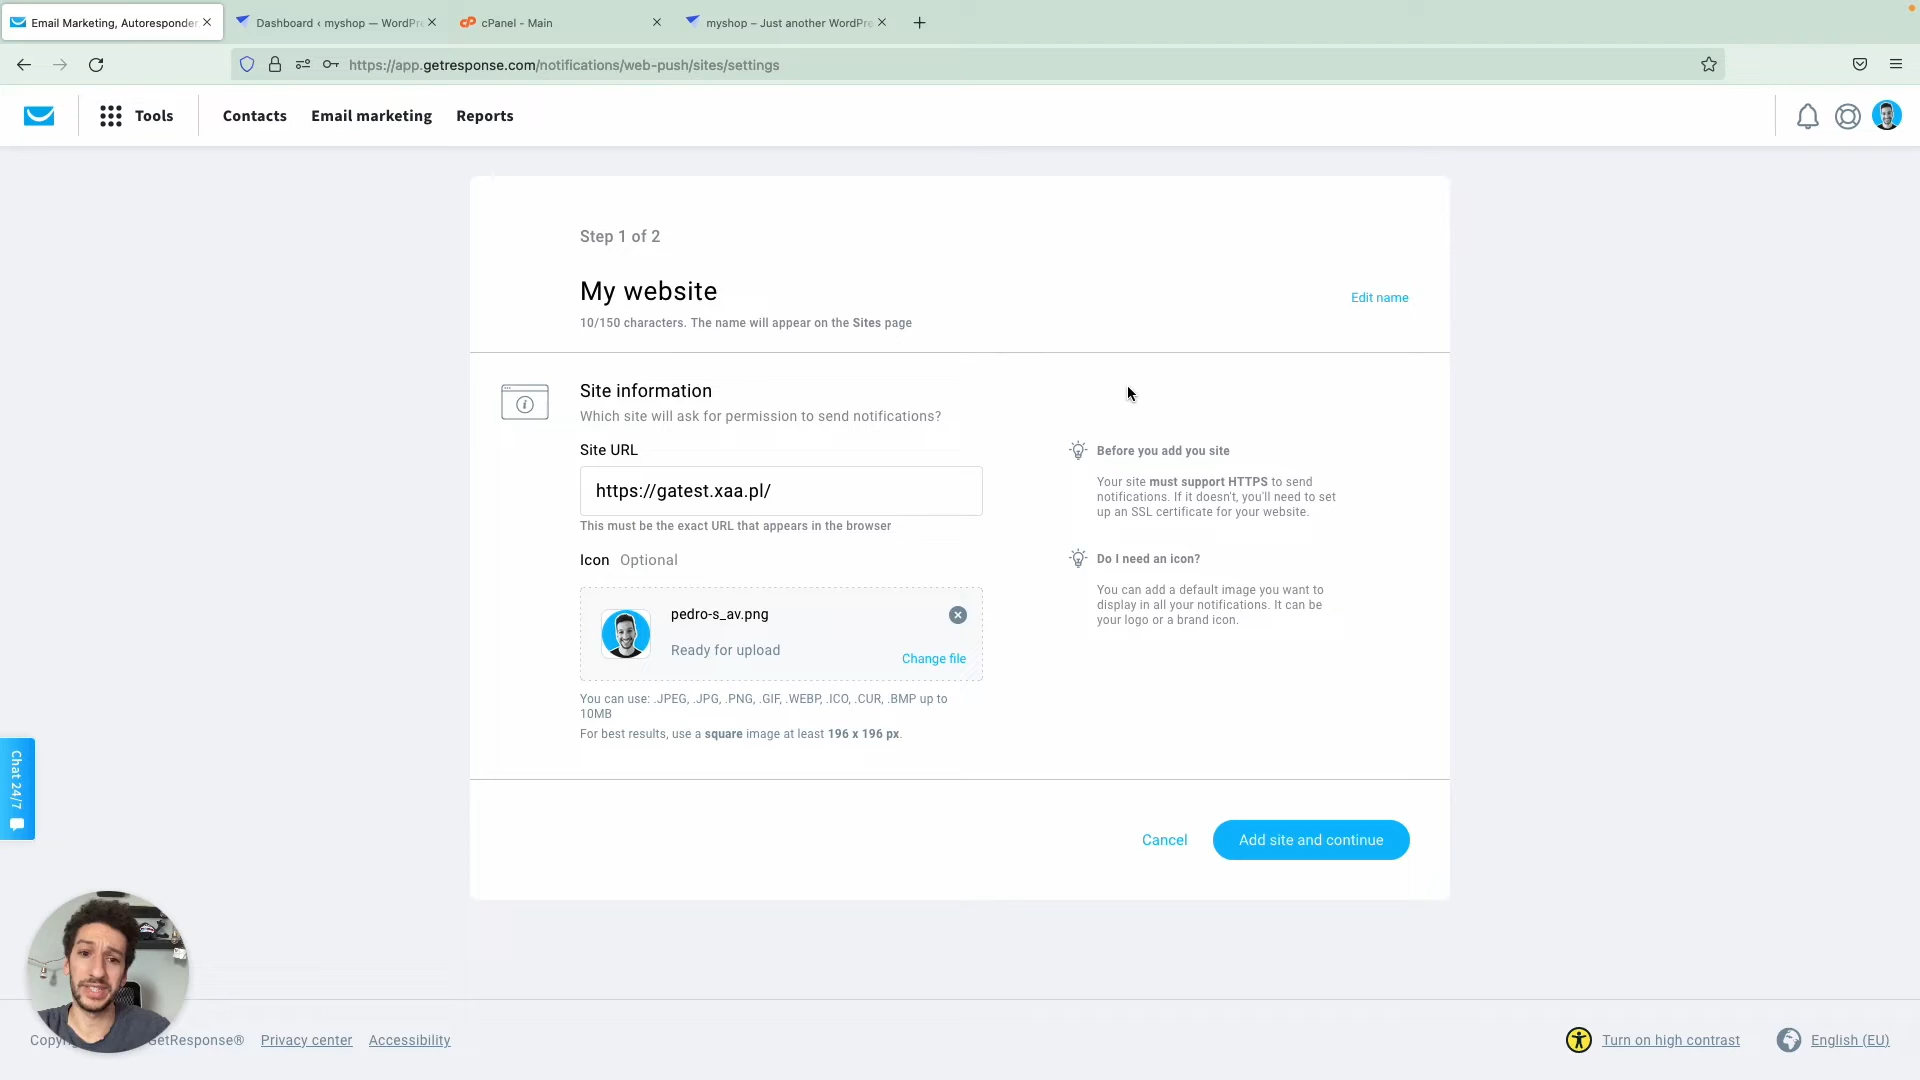 Email Marketing, Autoresponder
Dashboard ‹ myshop — WordPr
cPanel - Main
myshop – Just another WordPre
https://app.getresponse.com/notifications/web-push/sites/settings
Tools
Contacts
Email marketing
Reports
Step 1 of 2
My website
Edit name
10/150 characters. The name will appear on the Sites page
Site information
Which site will ask for permission to send notifications?
Site URL
https://gatest.xaa.pl/
This must be the exact URL that appears in the browser
Icon Optional
pedro-s_av.png
Ready for upload
Change file
You can use: .JPEG, .JPG, .PNG, .GIF, .WEBP, .ICO, .CUR, .BMP up to
10MB
For best results, use a square image at least 196 x 196 px.
Before you add you site
Your site must support HTTPS to send
notifications. If it doesn't, you'll need to set
up an SSL certificate for your website.
Do I need an icon?
You can add a default image you want to
display in all your notifications. It can be
your logo or a brand icon.
Cancel
Add site and continue
Chat 24/7
GetResponse®
Privacy center
Accessibility
Turn on high contrast
English (EU)